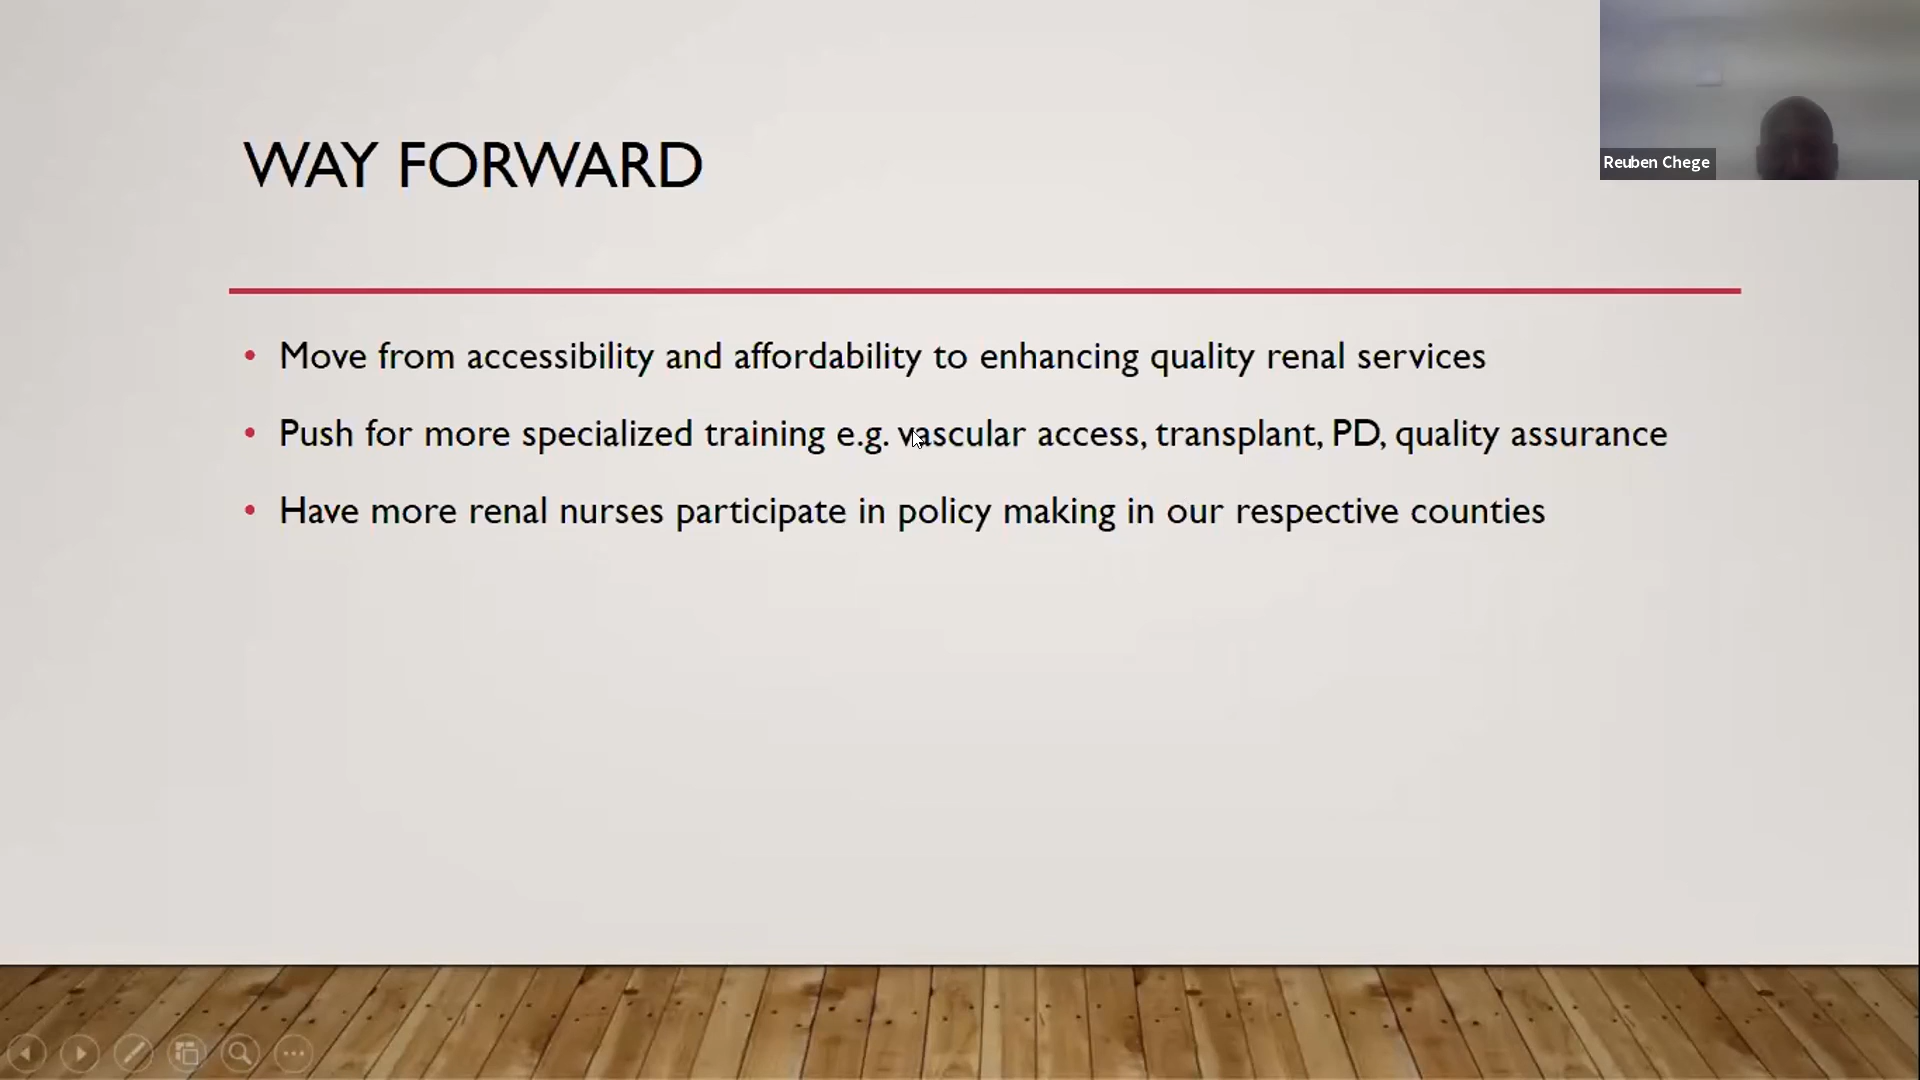 Reuben Chege
WAY FORWARD
• Move from accessibility and affordability to enhancing quality renal services
• Push for more specialized training e.g. vascular access, transplant, PD, quality assurance
• Have more renal nurses participate in policy making in our respective counties